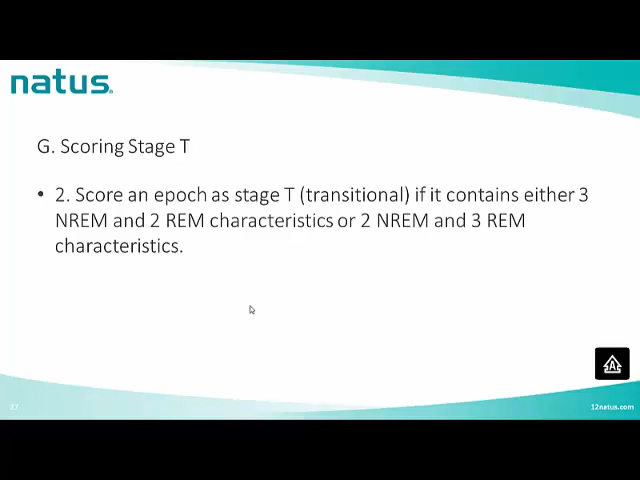 natus.
G. Scoring Stage T
• 2. Score an epoch as stage T (transitional) if it contains either 3
NREM and 2 REM characteristics or 2 NREM and 3 REM
characteristics.
A
12natus.com